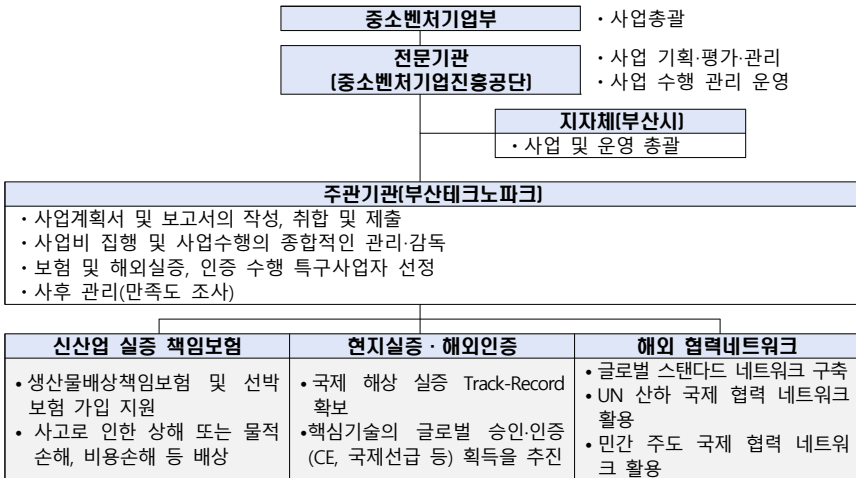 중소벤처기업부
·사업총괄
전문기관
(중소벤처기업진흥공단)
·사업 기획·평가·관리
·사업 수행 관리 운영
지자체(부산시)
·사업 및 운영 총괄
주관기관(부산테크노파크)
·사업계획서 및 보고서의 작성, 취합 및 제출
·사업비 집행 및 사업수행의 종합적인 관리·감독
·보험 및 해외실증, 인증 수행 특구사업자 선정
·사후 관리(만족도 조사)
신산업 실증 책임보험
•생산물배상책임보험 및 선박
보험 가입 지원
• 사고로 인한 상해 또는 물적
손해, 비용손해 등 배상
현지실증·해외인증
• 국제 해상 실증 Track-Record
확보
•핵심기술의 글로벌 승인·인증
(CE, 국제선급 등) 획득을 추진
해외 협력네트워크
• 글로벌 스탠다드 네트워크 구축
• UN 산하 국제 협력 네트워크
활용
• 민간 주도 국제 협력 네트워
크 활용